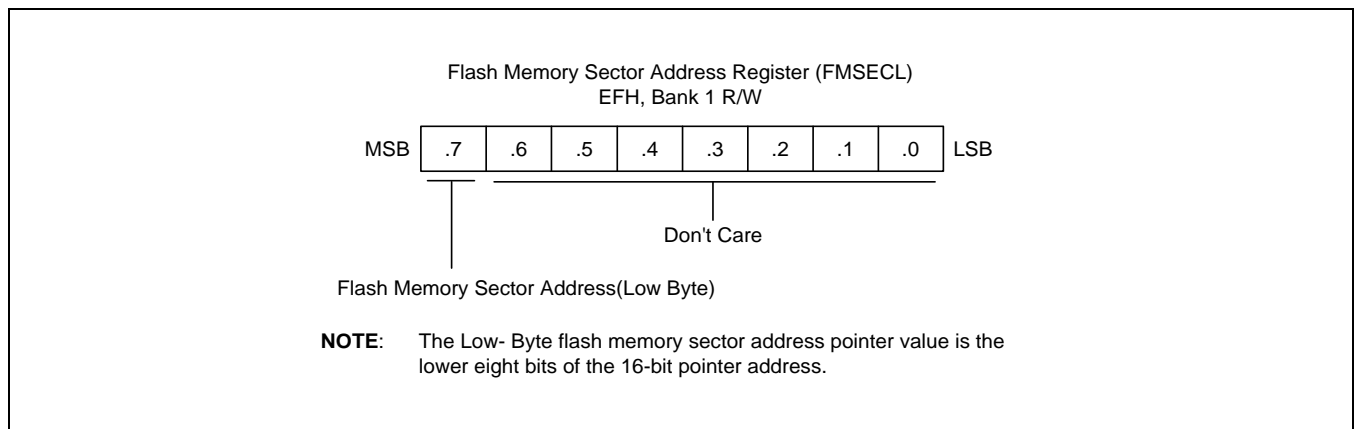 Flash Memory Sector Address Register (FMSECL)
EFH, Bank 1 R/W
MSB .7 .6 .5 .4 .3 .2 .1 .0 LSB
Don't Care
Flash Memory Sector Address(Low Byte)
NOTE: The Low- Byte flash memory sector address pointer value is the
lower eight bits of the 16-bit pointer address.